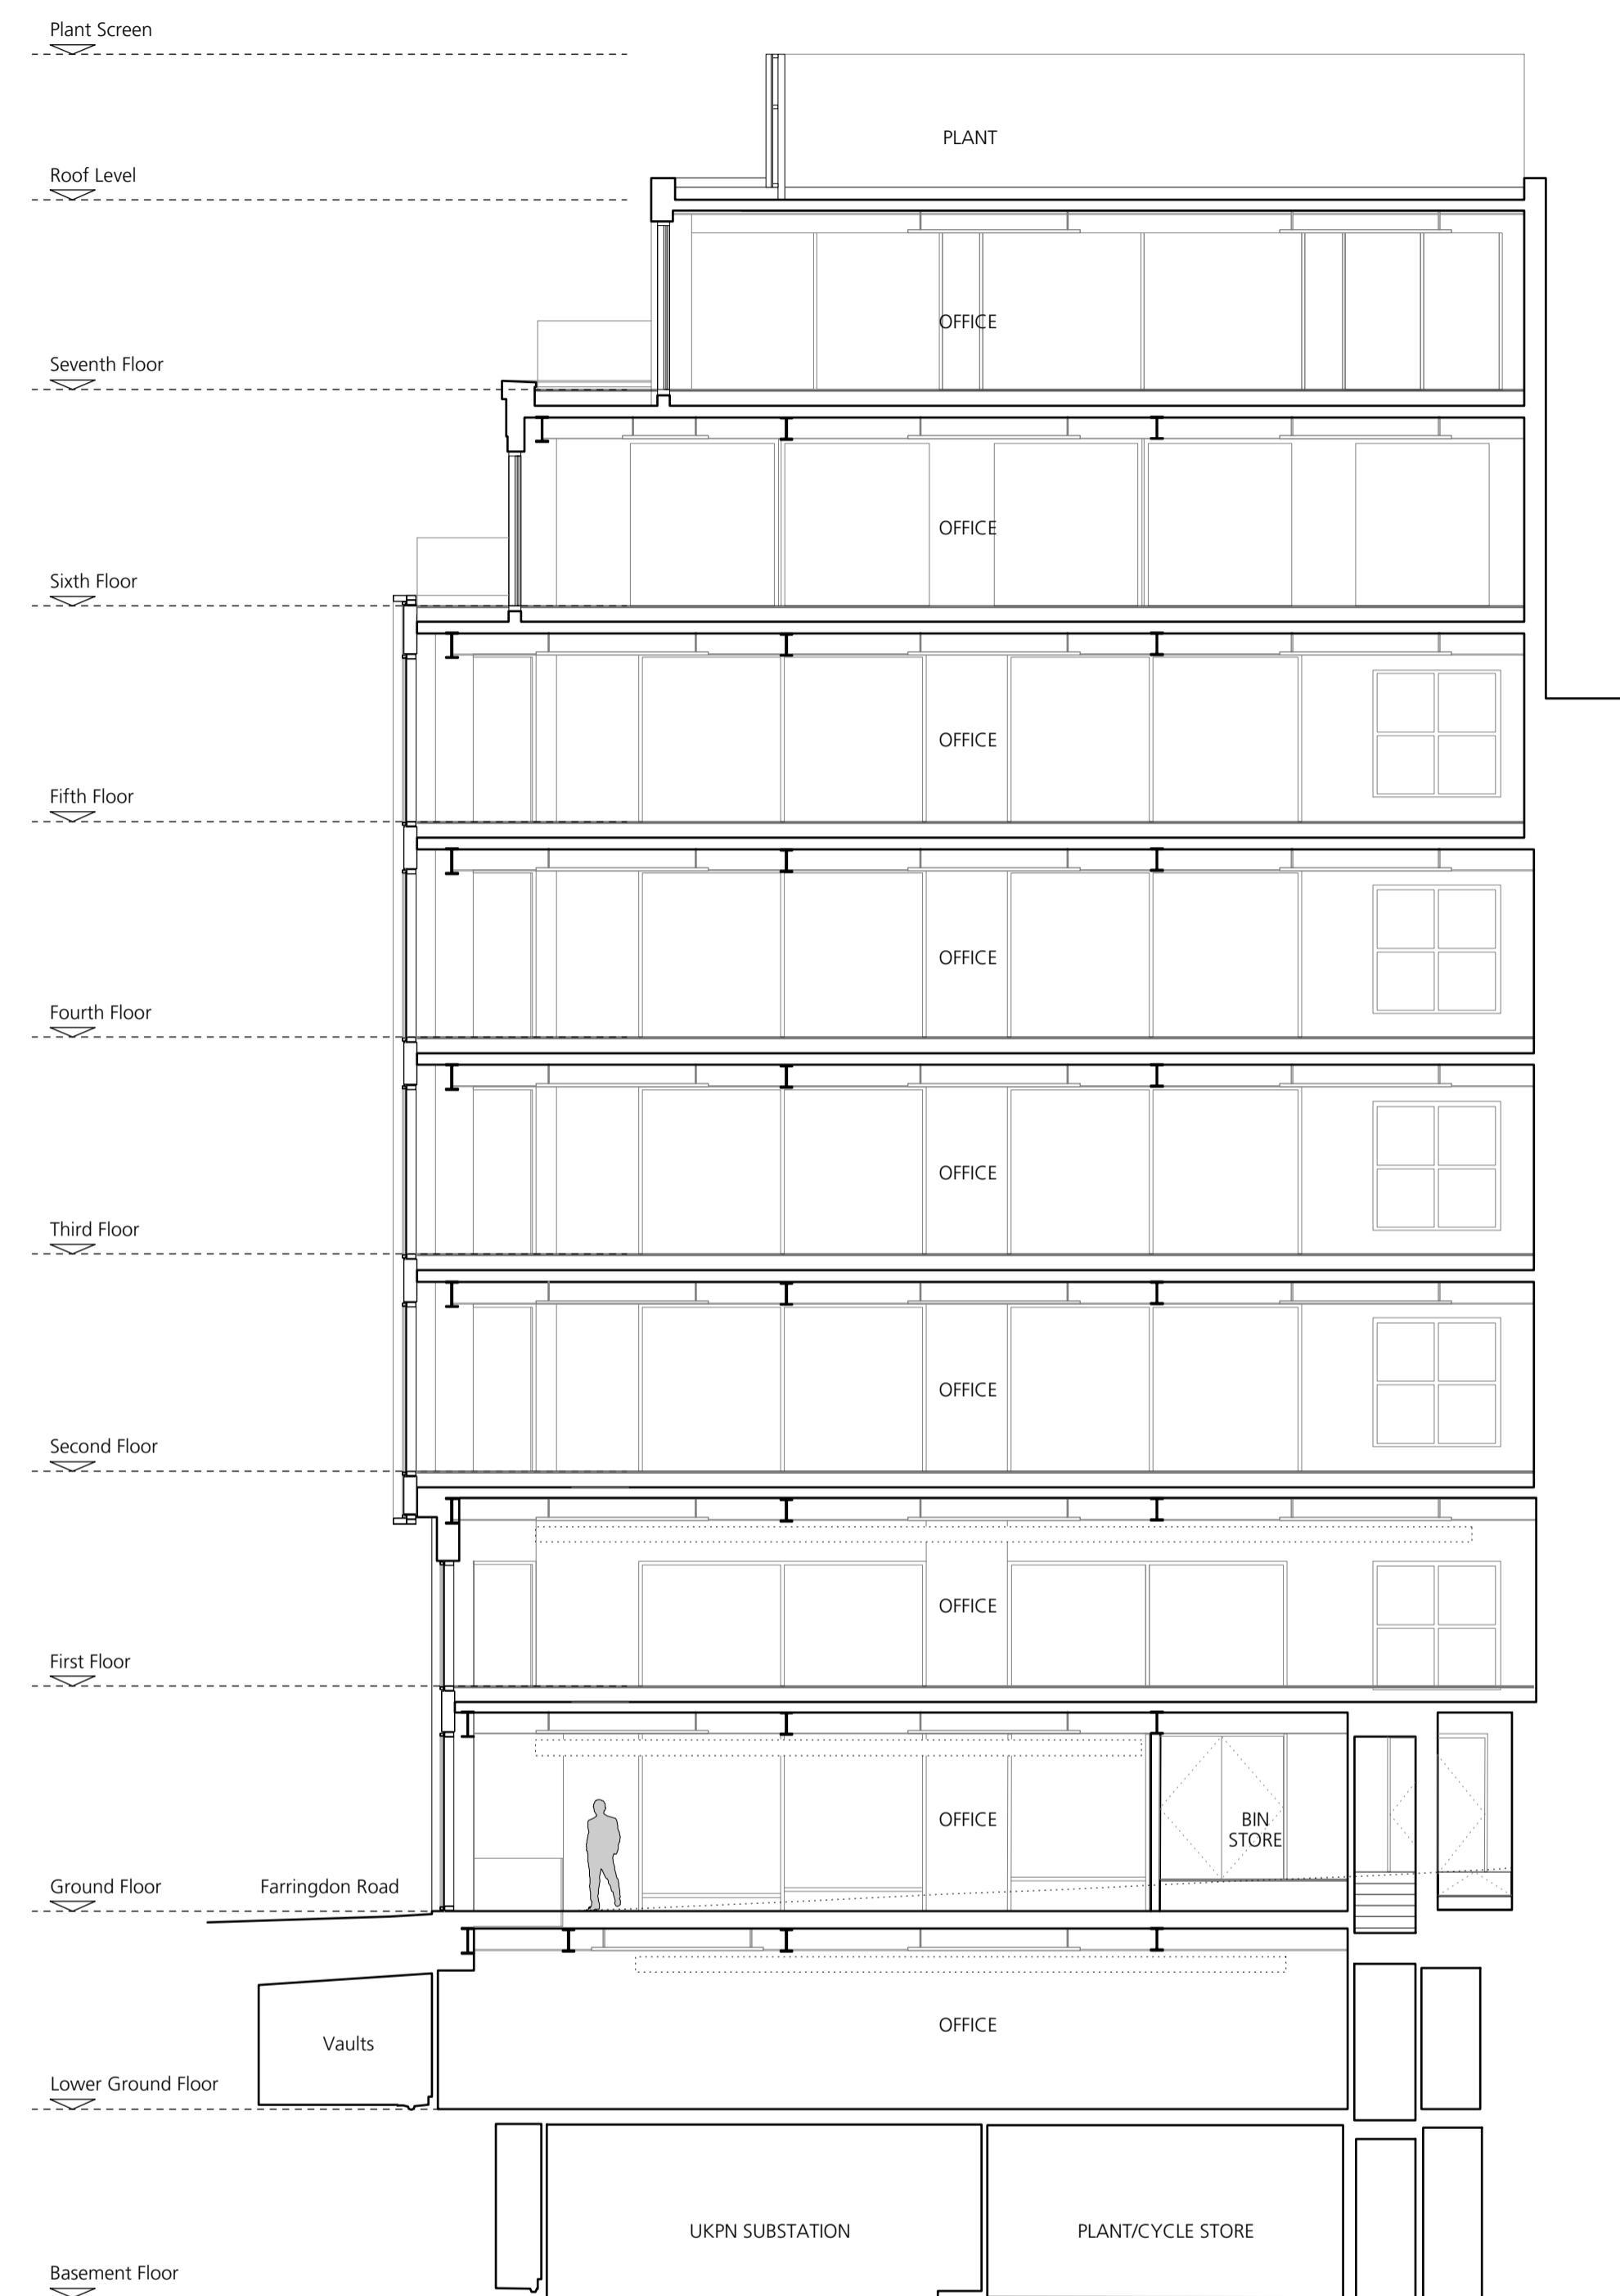 Plant Screen
PLANT
Roof Level
OFFICE
Seventh Floor
OFFICE
Sixth Floor
OFFICE
Fifth Floor
OFFICE
Fourth Floor
OFFICE
Third Floor
OFFICE
Second Floor
OFFICE
First Floor
OFFICE
BIN
STORE
Ground Floor
Farringdon Road
OFFICE
Vaults
Lower Ground Floor
UKPN SUBSTATION
PLANT/CYCLE STORE
Basement Floor